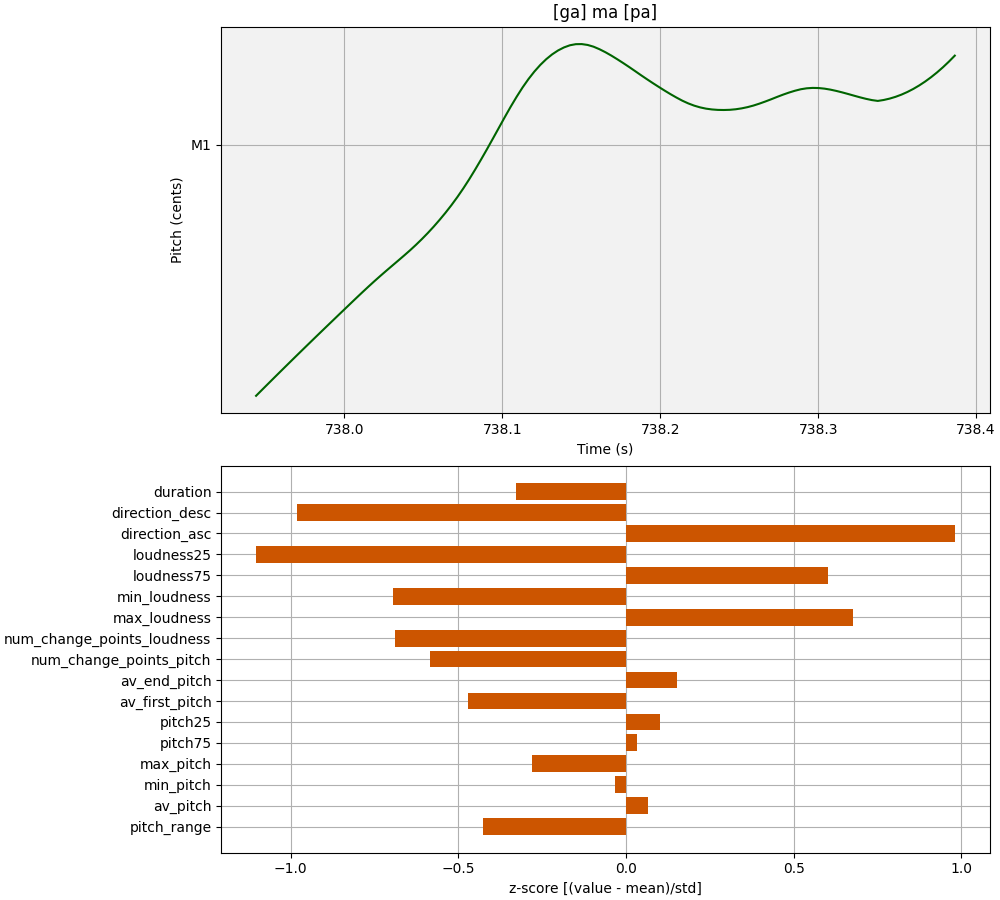 [ga] ma [pa]
M1
Pitch (cents)
738.0 738.1 738.2 738.3 738.4
Time (s)
duration
direction_desc
direction_asc
loudness25
loudness75
min_loudness
max_loudness
num_change_points_loudness
num_change_points_pitch
av_end_pitch
av_first_pitch
pitch25
pitch75
max_pitch
min_pitch
av_pitch
pitch_range
−1.0 −0.5 0.0 0.5 1.0
z-score [(value - mean)/std]